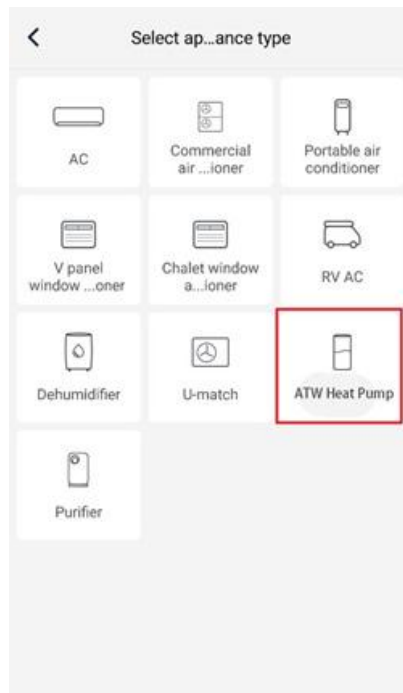 Select ap...ance type
AC
Commercial
air ...ioner
Portable air
conditioner
V panel
window ...oner
Chalet window
a...ioner
RV AC
Dehumidifier
U-match
ATW Heat Pump
Purifier